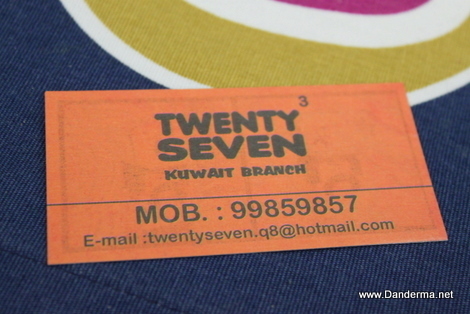 3
TWENTY
SEVEN
KUWAIT BRANCH
MOB. : 99859857
E-mail :twentyseven.q8@hotmail.com
www.Danderma.net